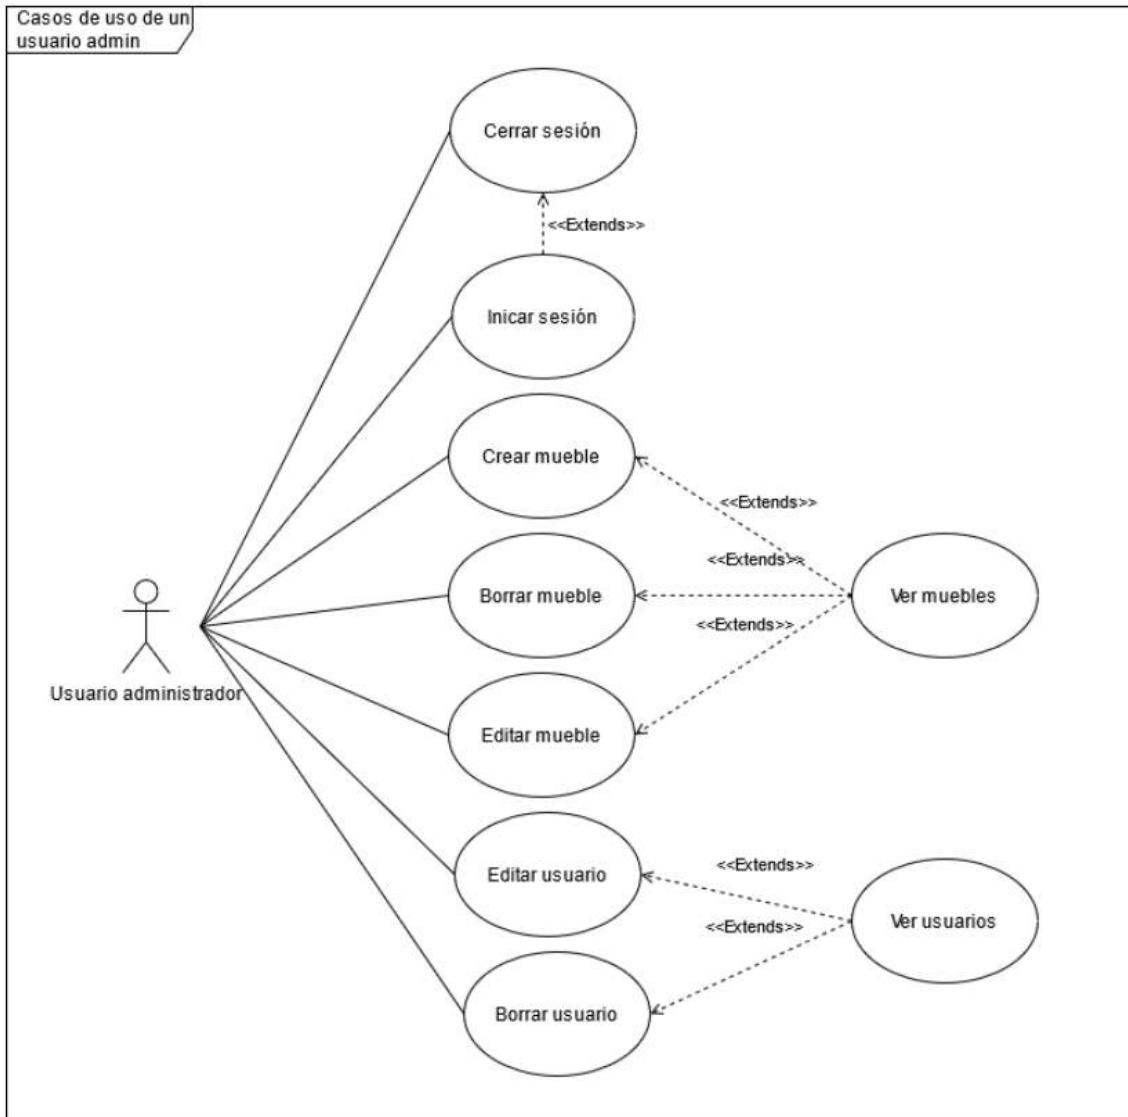 Casos de uso de un
usuario admin
Cerrar sesión
<<Extends>>
Inicar sesión
Crear mueble
<<Extends>>
<<Extends>>
Borrar mueble
Ver muebles
<<Extends>>
Usuario administrador
Editar mueble
<<Extends>>
Editar usuario
Ver usuarios
<<Extends>>
Borrar usuario